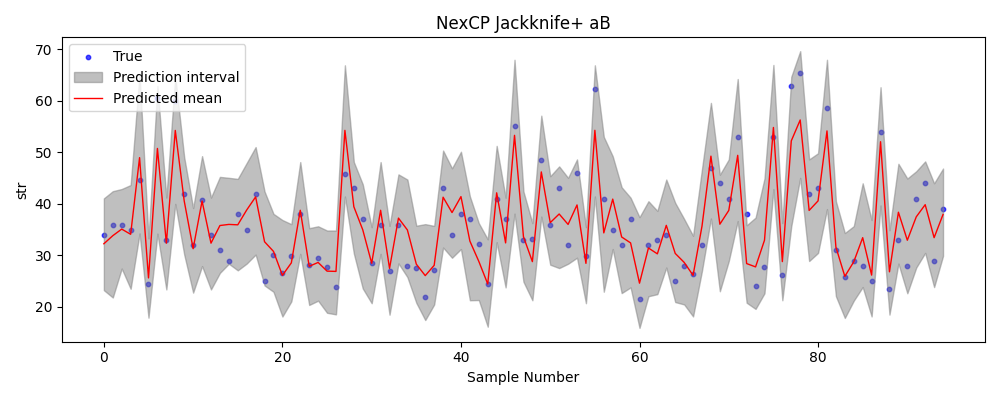 NexCP Jackknife+ aB
70
60
50
40
30
20
str
True
Prediction interval
Predicted mean
0
20
40
60
80
Sample Number